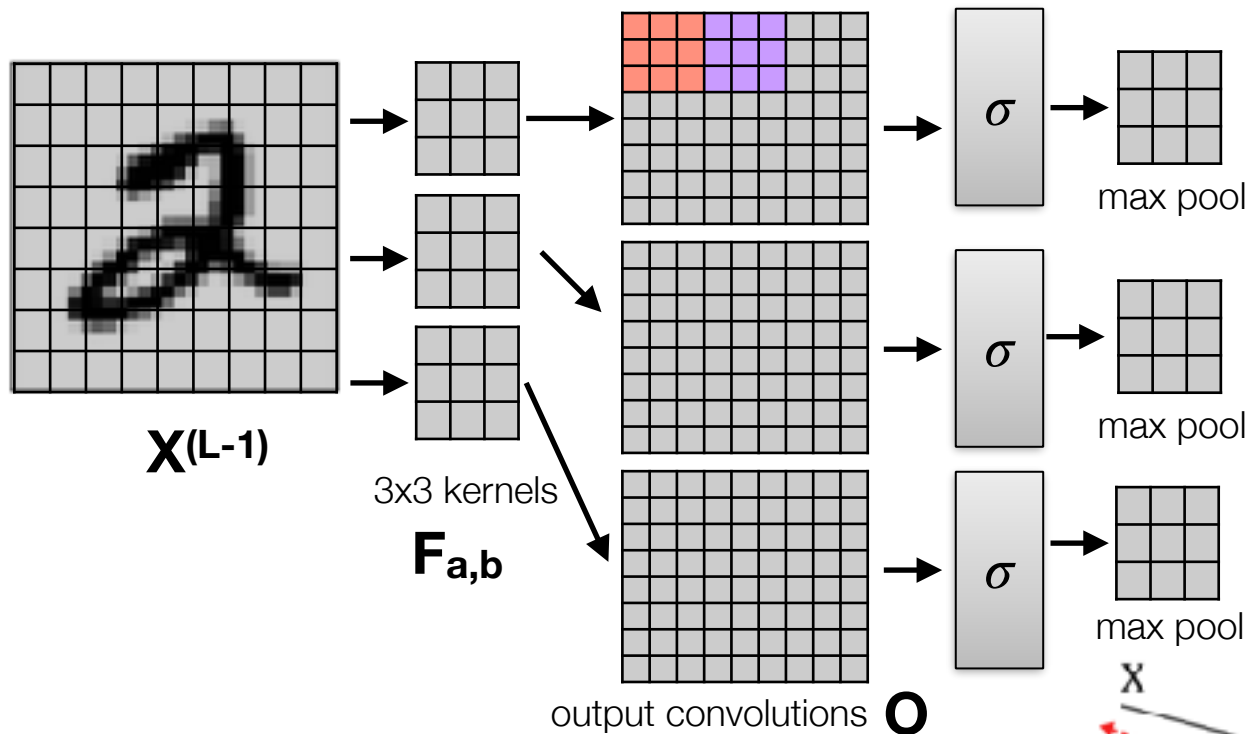 σ
max pool
σ
max pool
σ
max pool
X(L-1)
3x3 kernels
Fa,b
output convolutions O
X